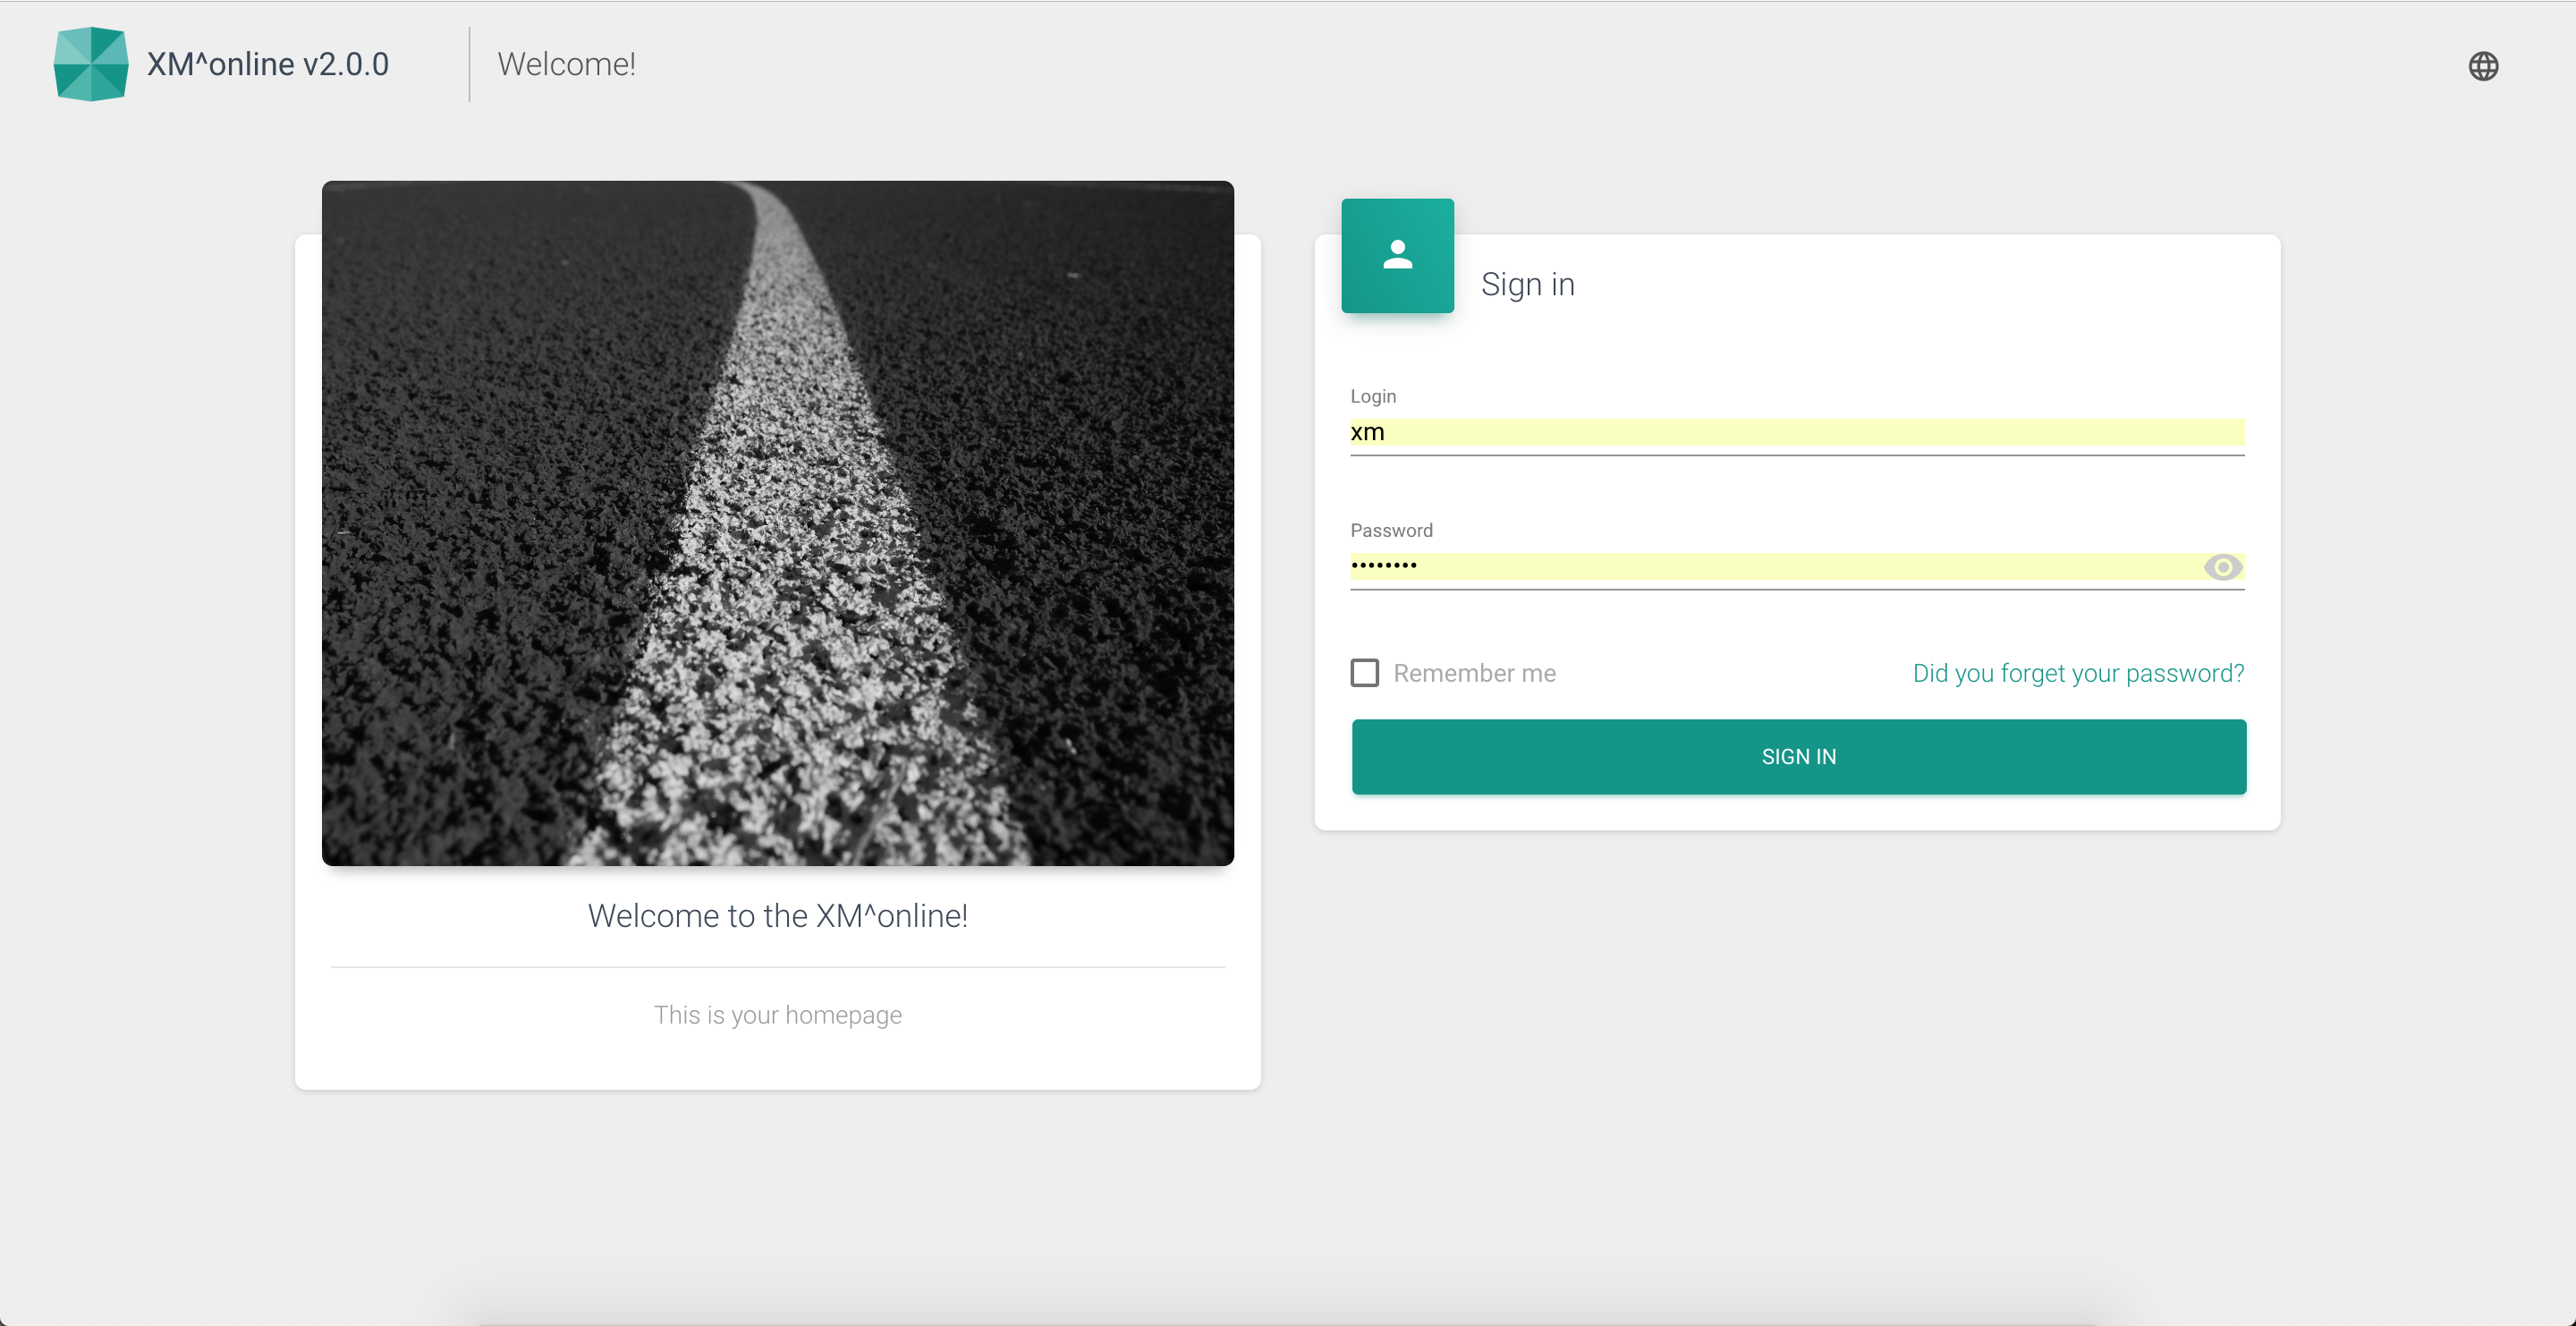 XM^online v2.0.0
Welcome!
Welcome to the XM^online!
This is your homepage
Sign in
Login
xm
Password
••••••••
Remember me
Did you forget your password?
SIGN IN